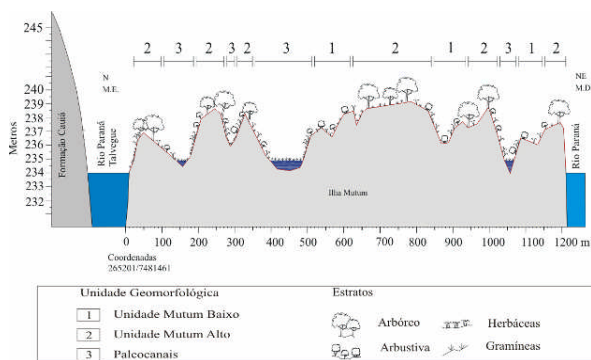 245
2 3 2 3 2 3 1 2 1 2 3 1 2
N
M.E.
NE
M.D
240
239
238
237
236
235
234
233
232
Metros
Formação Caiuá
Rio Paraná
Talvegue
Rio Paraná
Ilha Mutum
0 100 200 300 400 500 600 700 800 900 1000 1100 1200 m
Coordenadas
265201/7481461
Unidade Geomorfológica
1 Unidade Mutum Baixo
2 Unidade Mutum Alto
3 Paleocanais
Estratos
Arbóreo
Herbáceas
Arbustiva
Gramíneas